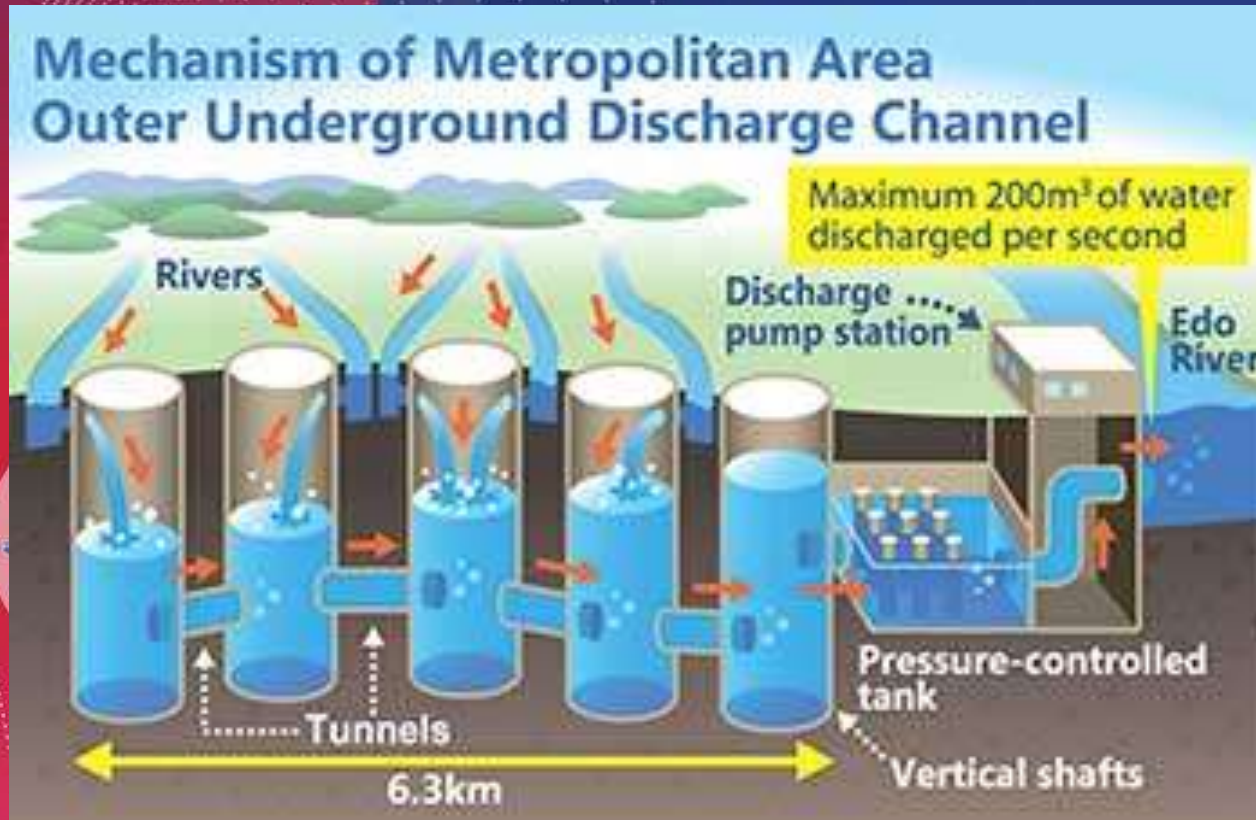 Mechanism of Metropolitan Area
Outer Underground Discharge Channel
Maximum 200m³ of water
discharged per second
Rivers
Discharge
pump station
Edo
River
Pressure-controlled
tank
Tunnels
Vertical shafts
6.3km